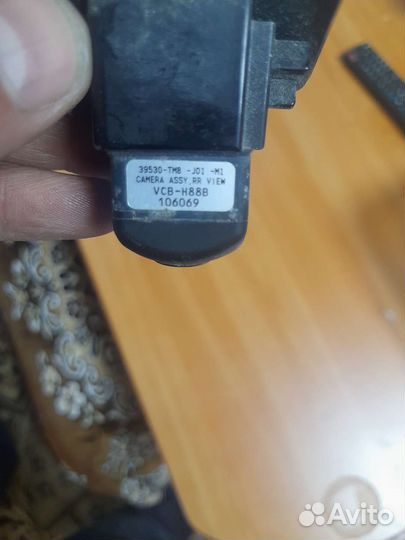 39530-TM8 -J01 -M1
CAMERA ASSY,RR VIEW
VCB-H88B
106069
Avito